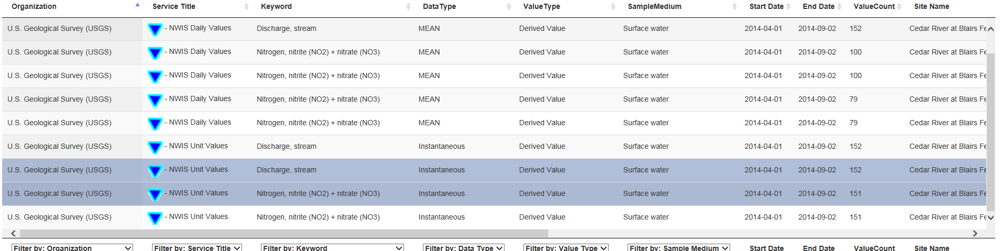 Organization Service Title Keyword DataType ValueType SampleMedium Start Date End Date ValueCount Site Name
U.S. Geological Survey (USGS) - NWIS Daily Values Discharge, stream MEAN Derived Value Surface water 2014-04-01 2014-09-02 152 Cedar River at Blairs Fe
U.S. Geological Survey (USGS) - NWIS Daily Values Nitrogen, nitrite (NO2) + nitrate (NO3) MEAN Derived Value Surface water 2014-04-01 2014-09-02 100 Cedar River at Blairs Fe
U.S. Geological Survey (USGS) - NWIS Daily Values Nitrogen, nitrite (NO2) + nitrate (NO3) MEAN Derived Value Surface water 2014-04-01 2014-09-02 100 Cedar River at Blairs Fe
U.S. Geological Survey (USGS) - NWIS Daily Values Nitrogen, nitrite (NO2) + nitrate (NO3) MEAN Derived Value Surface water 2014-04-01 2014-09-02 79 Cedar River at Blairs Fe
U.S. Geological Survey (USGS) - NWIS Daily Values Nitrogen, nitrite (NO2) + nitrate (NO3) MEAN Derived Value Surface water 2014-04-01 2014-09-02 79 Cedar River at Blairs Fe
U.S. Geological Survey (USGS) - NWIS Unit Values Discharge, stream Instantaneous Derived Value Surface water 2014-04-01 2014-09-02 152 Cedar River at Blairs Fe
U.S. Geological Survey (USGS) - NWIS Unit Values Discharge, stream Instantaneous Derived Value Surface water 2014-04-01 2014-09-02 152 Cedar River at Blairs Fe
U.S. Geological Survey (USGS) - NWIS Unit Values Nitrogen, nitrite (NO2) + nitrate (NO3) Instantaneous Derived Value Surface water 2014-04-01 2014-09-02 151 Cedar River at Blairs Fe
U.S. Geological Survey (USGS) - NWIS Unit Values Nitrogen, nitrite (NO2) + nitrate (NO3) Instantaneous Derived Value Surface water 2014-04-01 2014-09-02 151 Cedar River at Blairs Fe
Filter by: Organization Filter by: Service Title Filter by: Keyword Filter by: Data Type Filter by: Value Type Filter by: Sample Medium Start Date End Date ValueCount Site Name